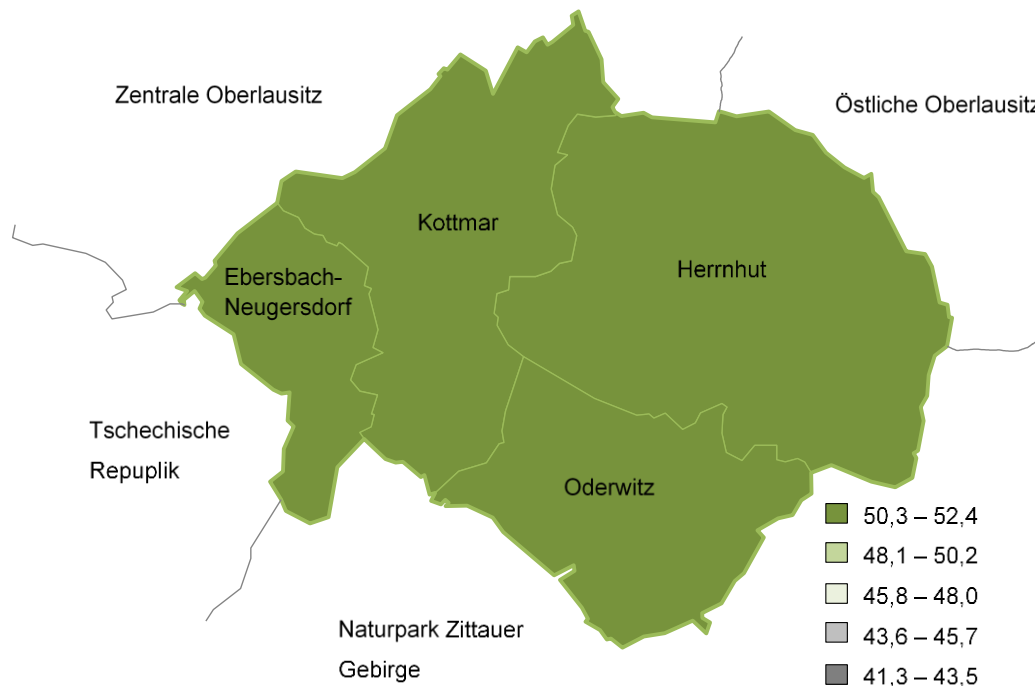 Zentrale Oberlausitz
Östliche Oberlausitz
Kottmar
Herrnhut
Ebersbach-
Neugersdorf
Tschechische
Repuplik
Oderwitz
Naturpark Zittauer
Gebirge
50,3 – 52,4
48,1 – 50,2
45,8 – 48,0
43,6 – 45,7
41,3 – 43,5